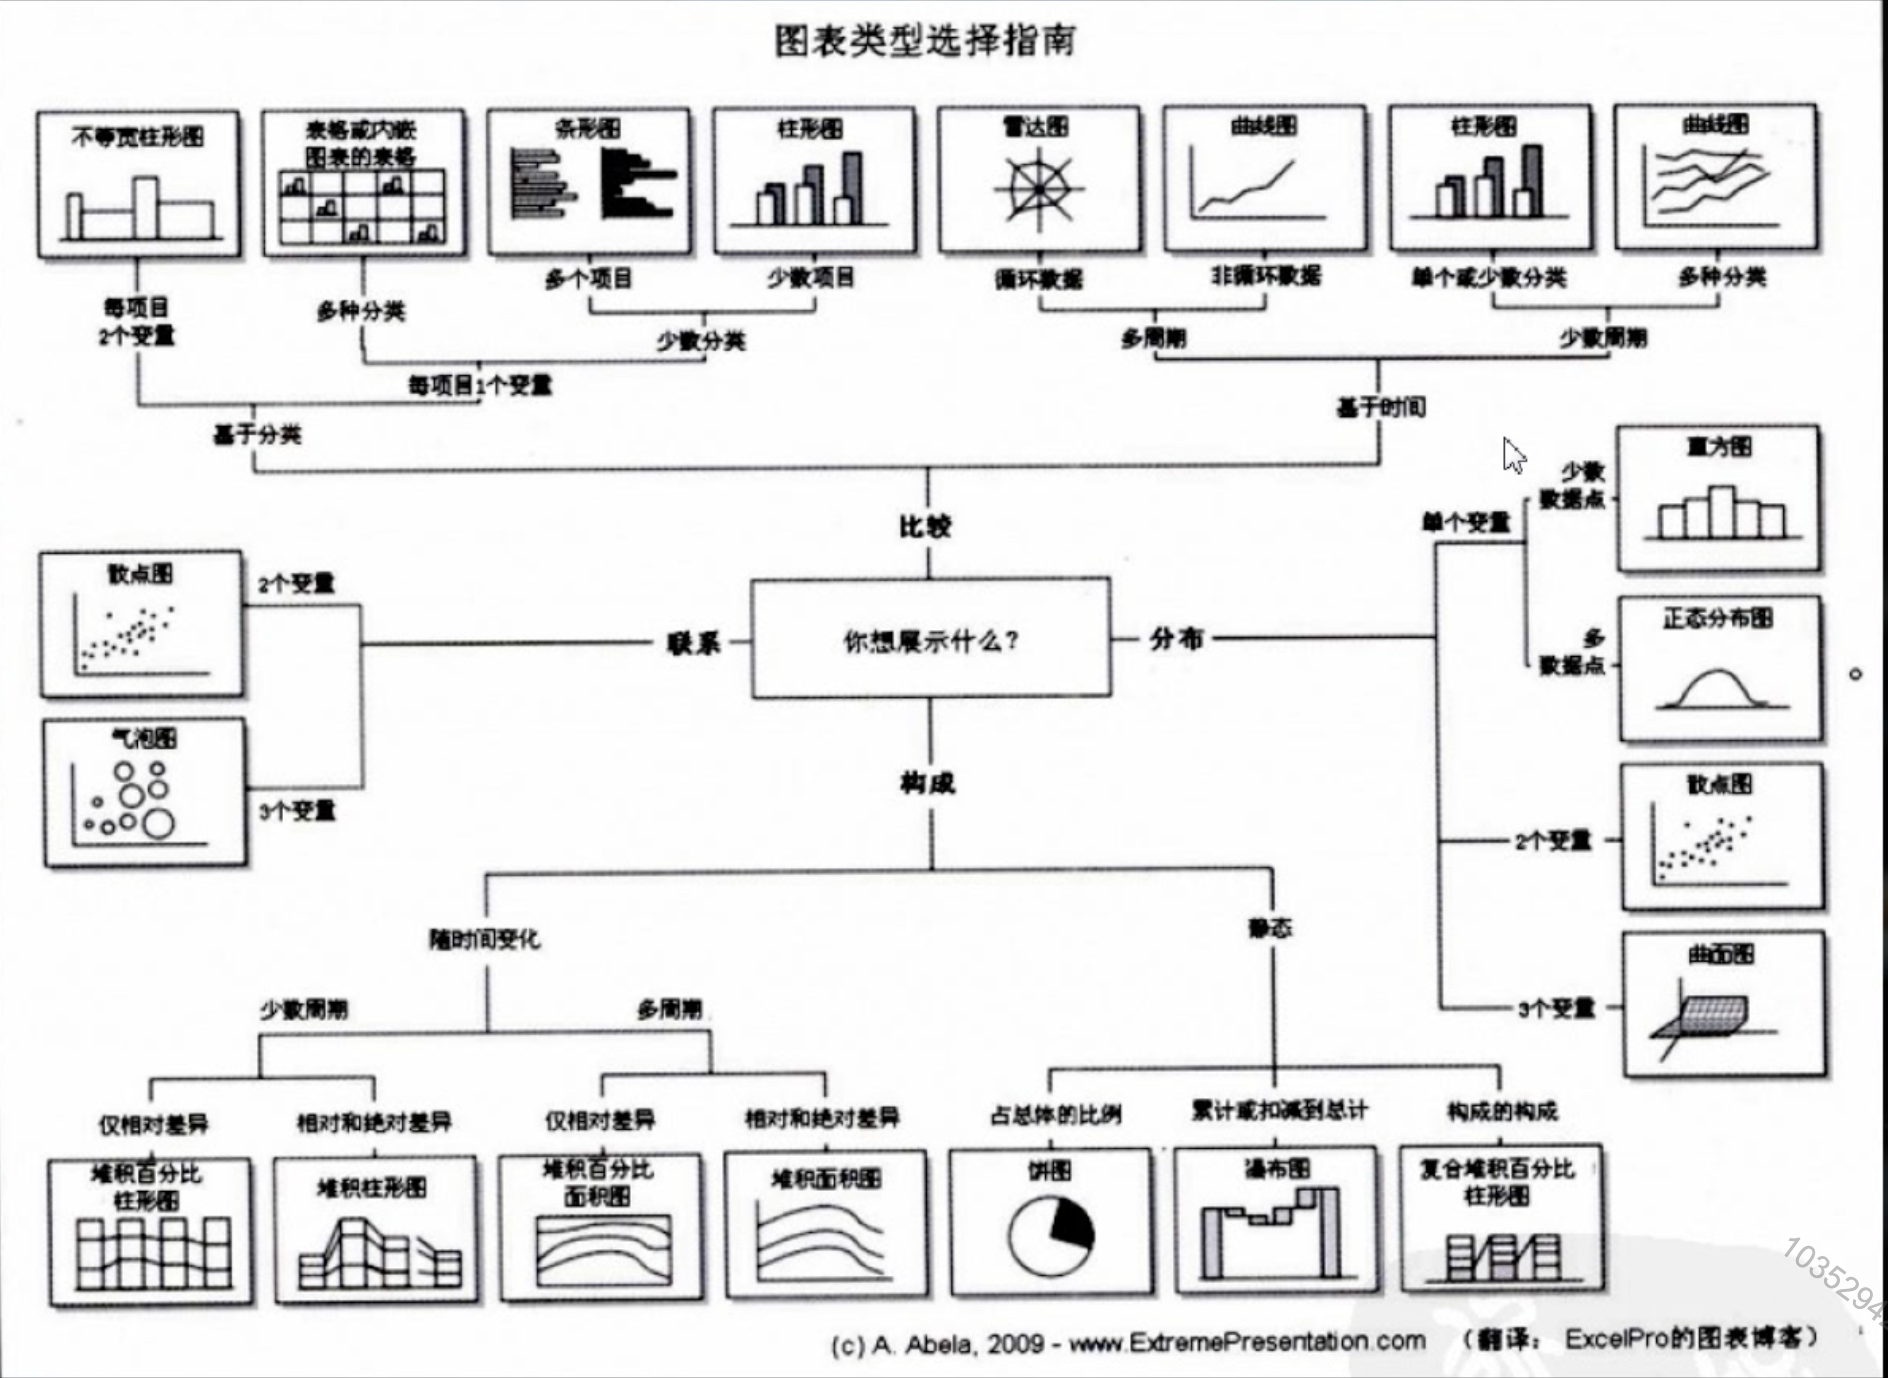 图表类型选择指南
不等宽柱形图
表格或内嵌
图表的表格
条形图
柱形图
雷达图
曲线图
柱形图
曲线图
每项目
2个变量
多种分类
多个项目
少数项目
循环数据
非循环数据
单个或少数分类
多种分类
少数分类
多周期
少数周期
每项目1个变量
基于分类
基于时间
比较
你想展示什么？
联系
2个变量
散点图
3个变量
气泡图
分布
单个变量
少数
数据点
直方图
多
数据点
正态分布图
2个变量
散点图
3个变量
曲面图
构成
随时间变化
静态
少数周期
多周期
仅相对差异
相对和绝对差异
仅相对差异
相对和绝对差异
占总体的比例
累计或扣减到总计
构成的构成
堆积百分比
柱形图
堆积柱形图
堆积百分比
面积图
堆积面积图
饼图
瀑布图
复合堆积百分比
柱形图
(c) A. Abela, 2009 - www.ExtremePresentation.com （翻译： ExcelPro的图表博客）